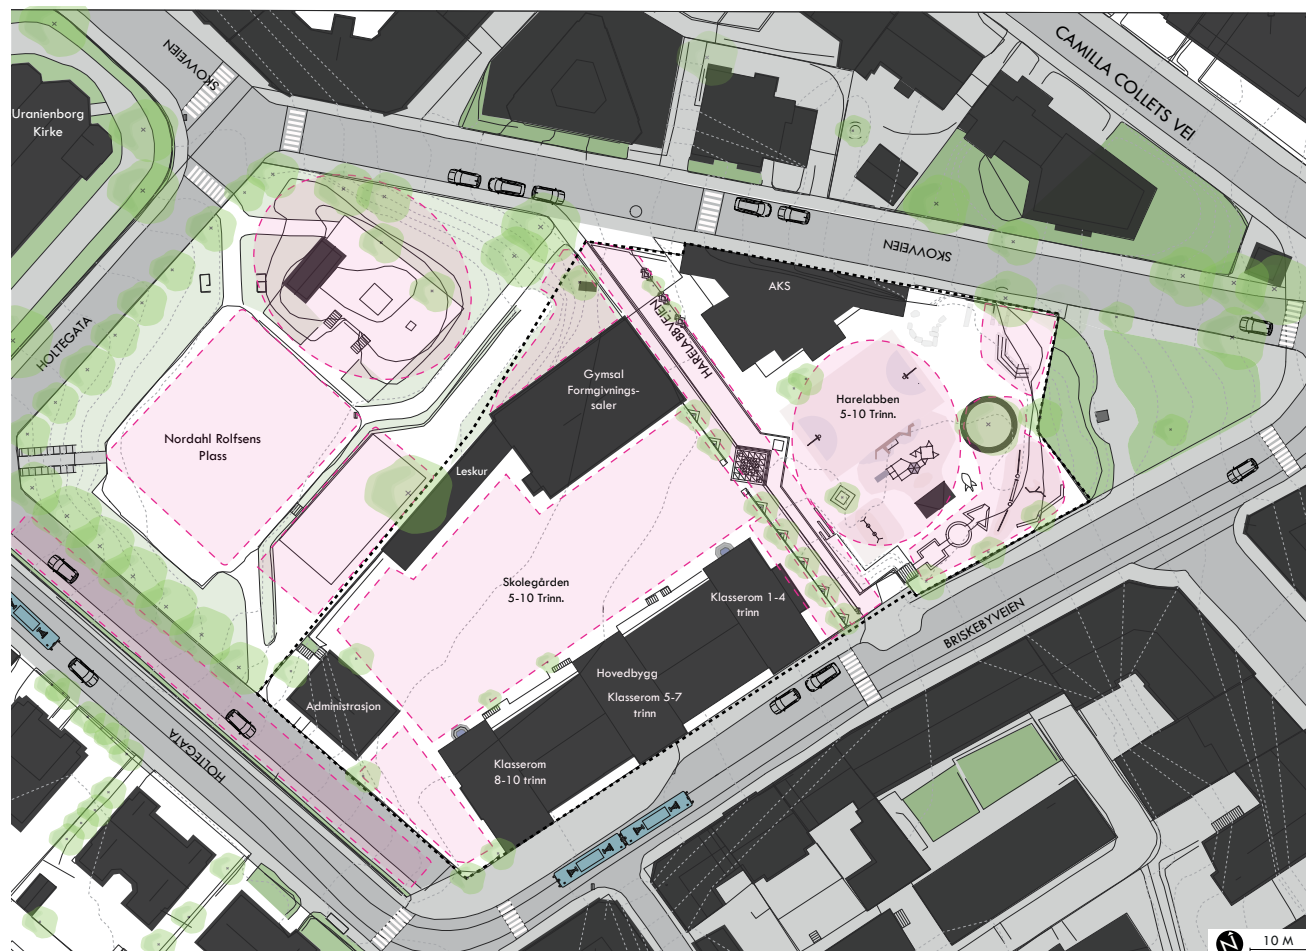 SKOVVEIEN
CAMILLA COLLETS VEI
Uranienborg
Kirke
SKOVVEIEN
AKS
HARELABBVEIEN
HOLTEGATA
Gymsal
Formgivnings-
saler
Harelabben
5-10 Trinn.
Nordahl Rolfsens
Plass
Leskur
Skolegården
5-10 Trinn.
Klasserom 1-4
trinn
BRISKEBYVEIEN
Hovedbygg
Klasserom 5-7
trinn
Administrasjon
HOLTEGATA
Klasserom
8-10 trinn
N
10 M